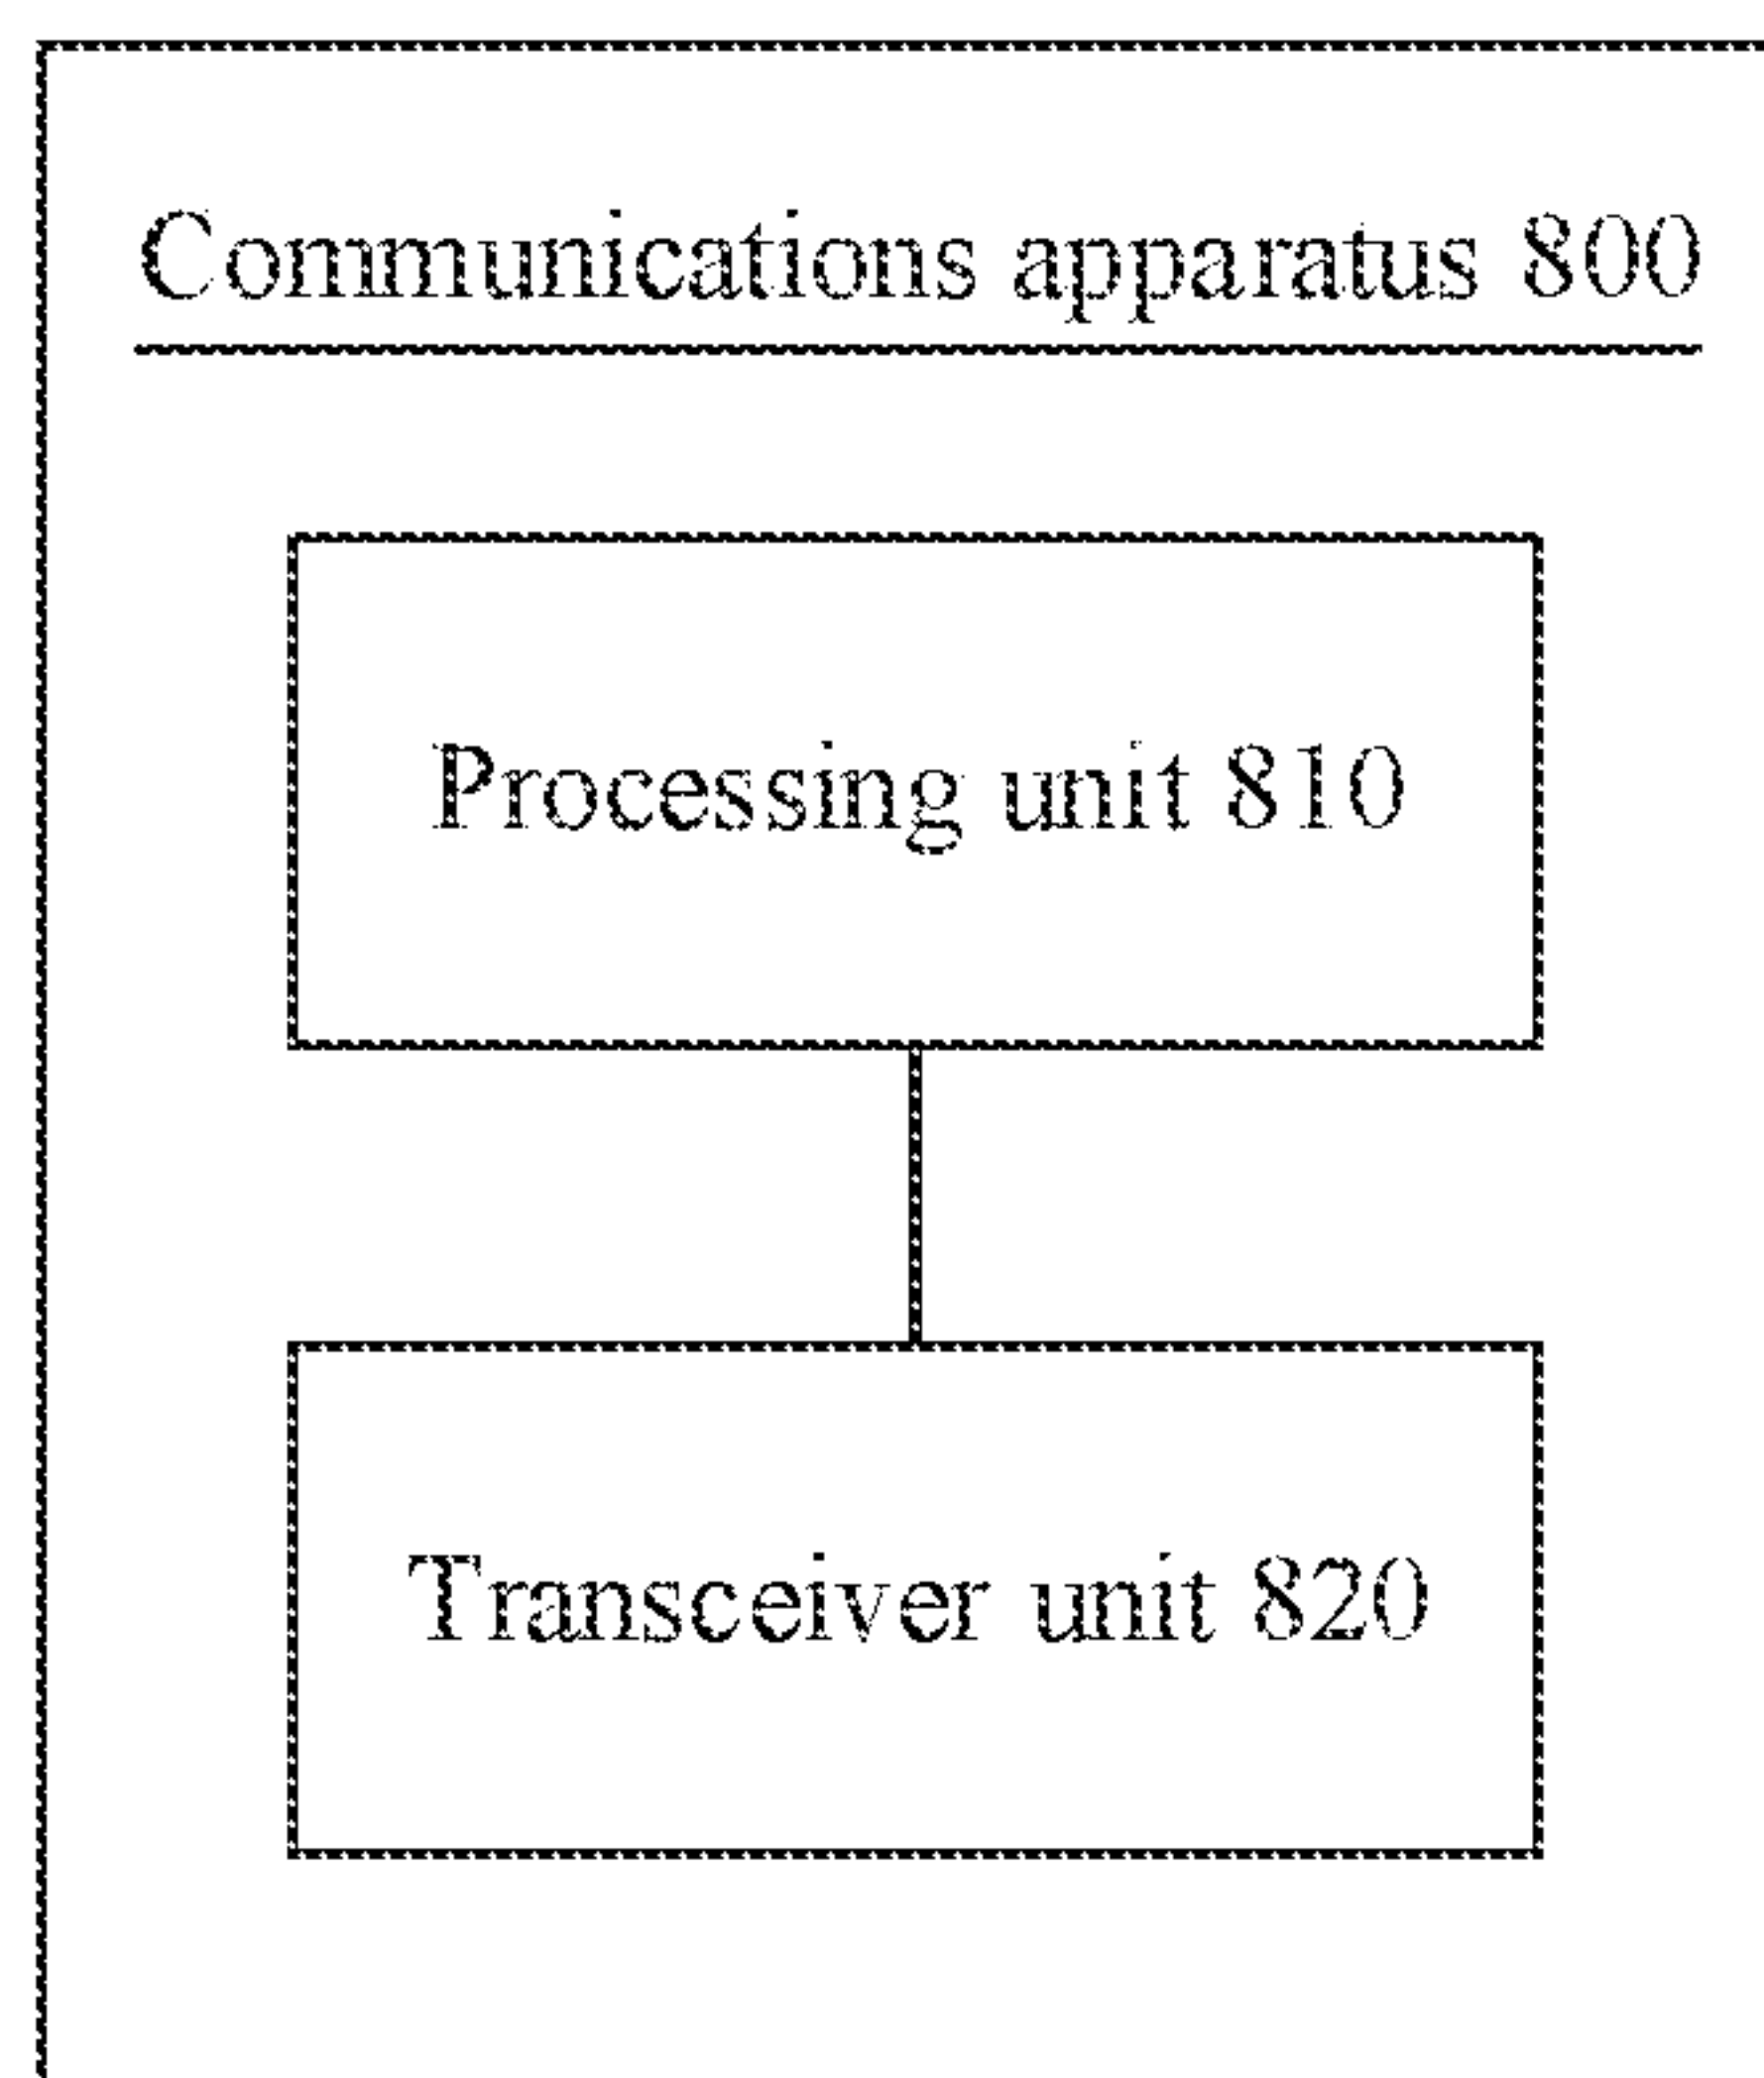 Communications apparatus 800
Processing unit 810
Transceiver unit 820